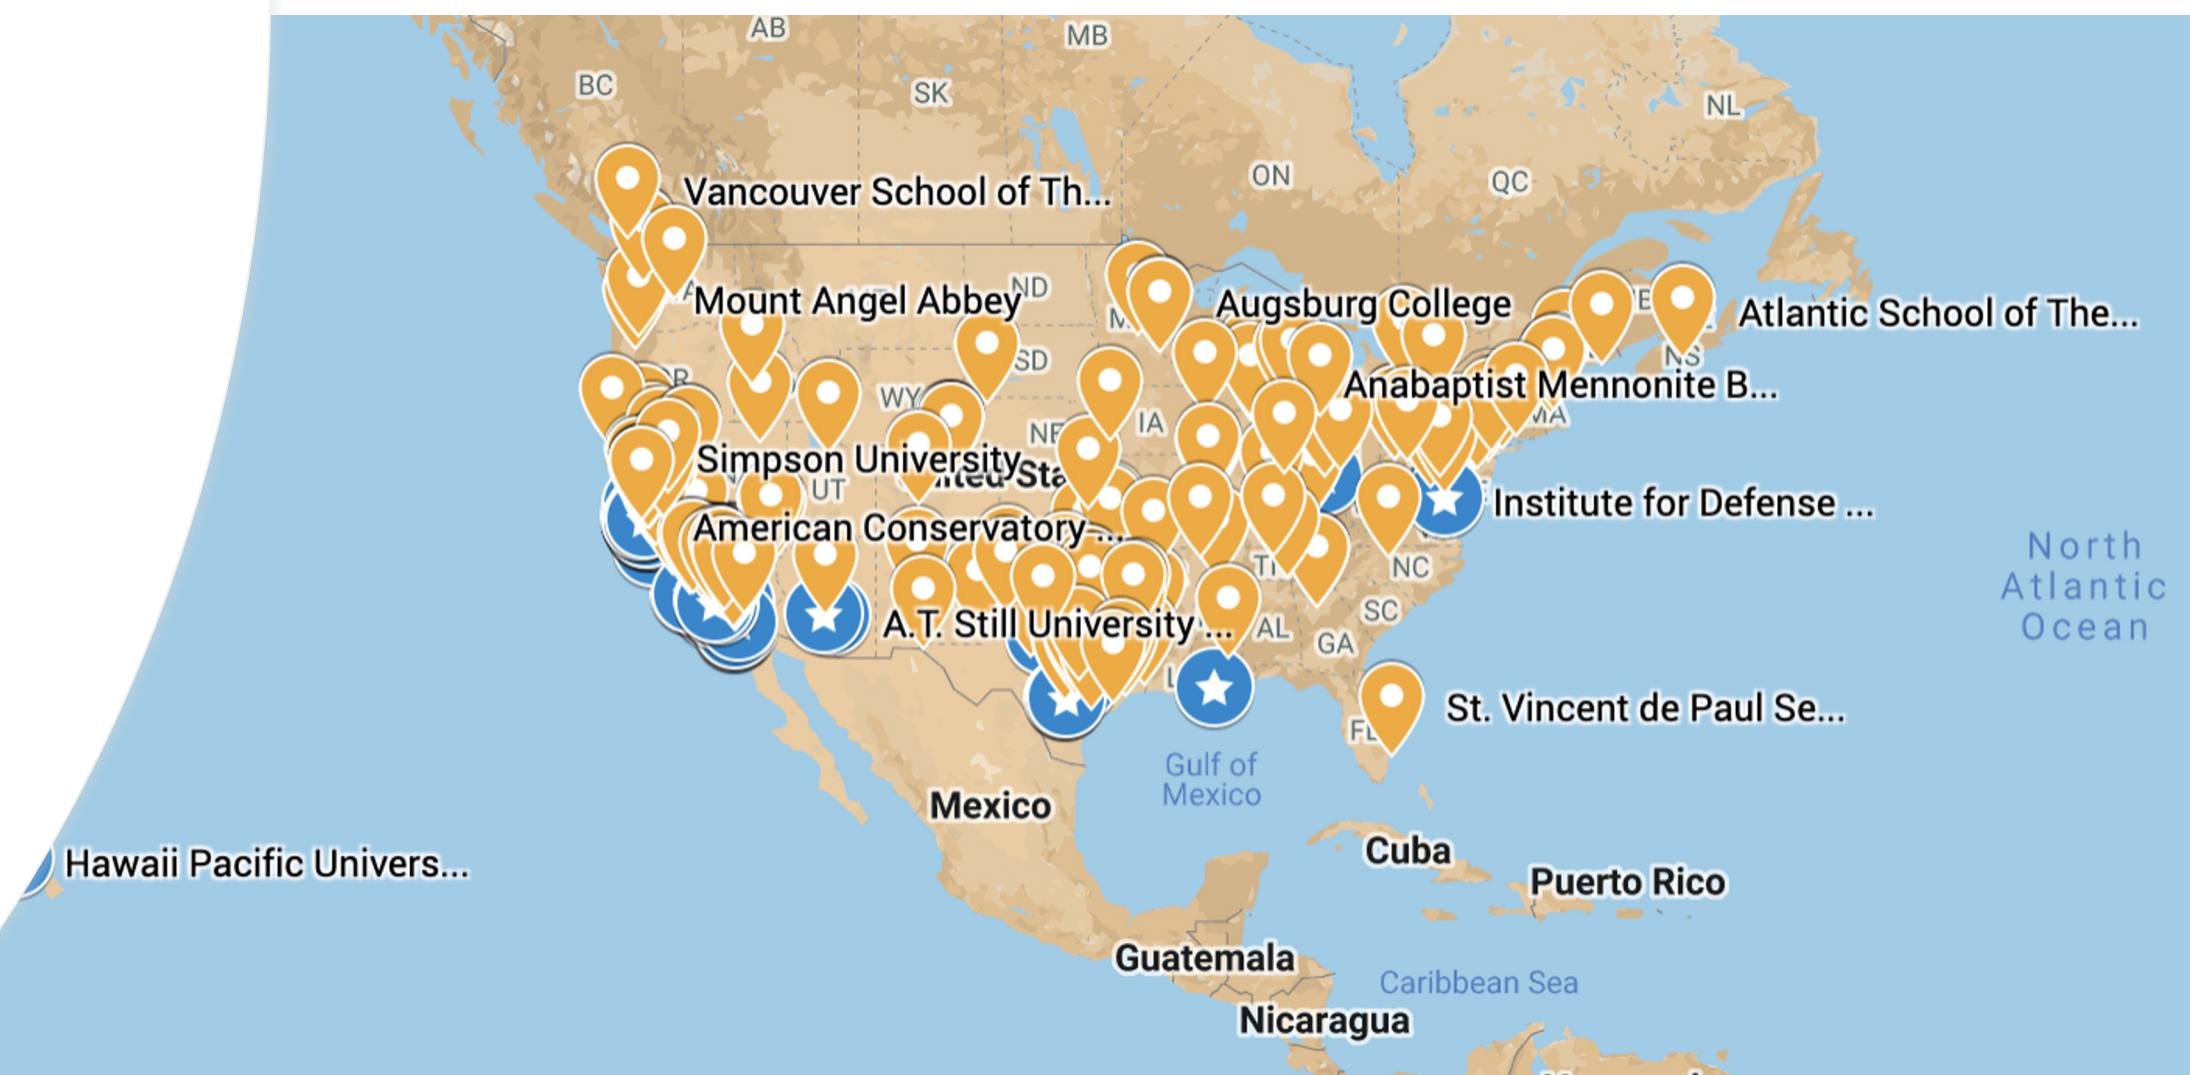 AB
MB
BC
SK
NL
ON
QC
Vancouver School of Th...
ND
Mount Angel Abbey
Augsburg College
Atlantic School of The...
NS
SD
WY
Anabaptist Mennonite B...
MA
IA
NE
Simpson University
UT
Institute for Defense ...
American Conservatory ...
NC
North
Atlantic
Ocean
SC
A.T. Still University ...
AL
GA
St. Vincent de Paul Se...
FL
Gulf of
Mexico
Mexico
Cuba
Hawaii Pacific Univers...
Puerto Rico
Guatemala
Caribbean Sea
Nicaragua